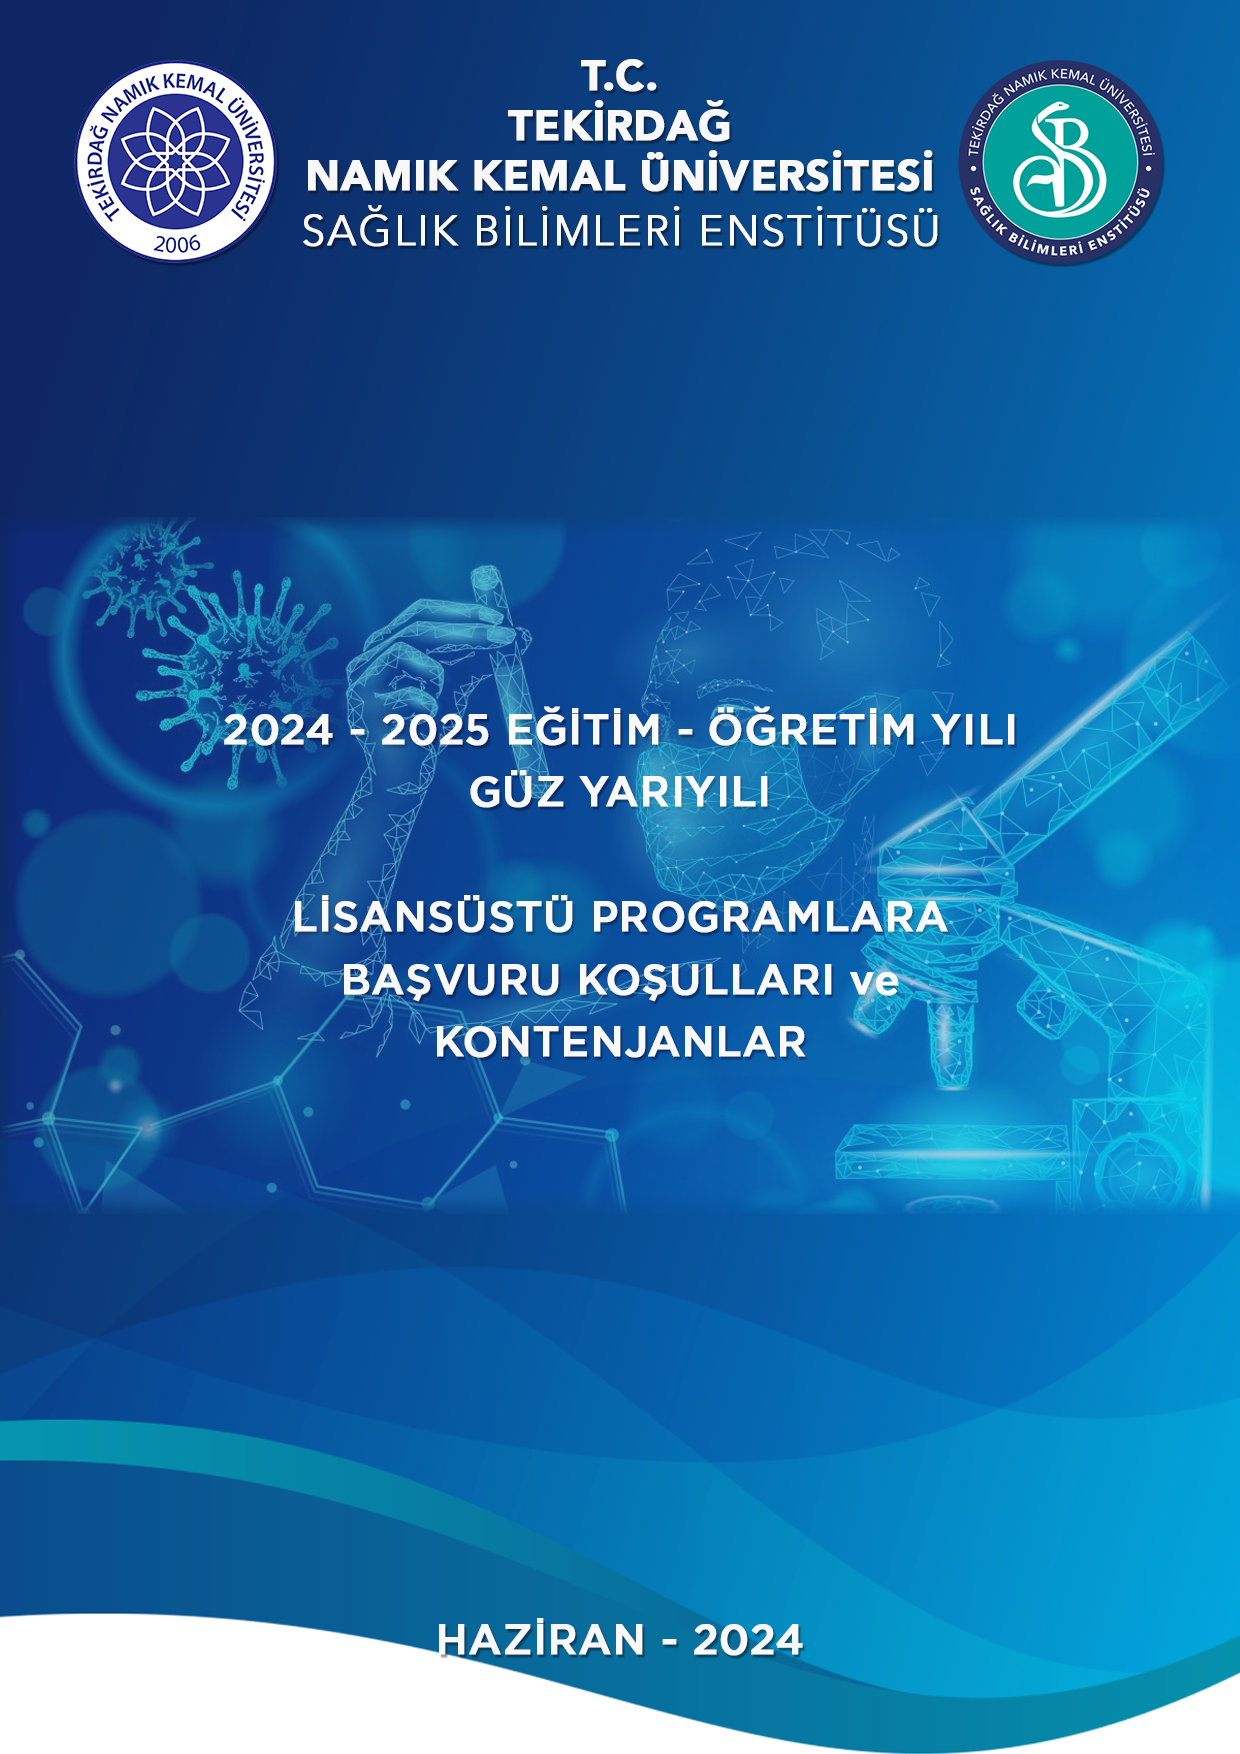 T.C.
TEKİRDAĞ
NAMIK KEMAL ÜNİVERSİTESİ
SAĞLIK BİLİMLERİ ENSTİTÜSÜ
TEKİRDAĞ NAMIK KEMAL ÜNİVERSİTESİ
2006
TEKİRDAĞ NAMIK KEMAL ÜNİVERSİTESİ
SAĞLIK BİLİMLERİ ENSTİTÜSÜ
2024 - 2025 EĞİTİM - ÖĞRETİM YILI
GÜZ YARIYILI
LİSANSÜSTÜ PROGRAMLARA
BAŞVURU KOŞULLARI ve
KONTENJANLAR
HAZİRAN - 2024